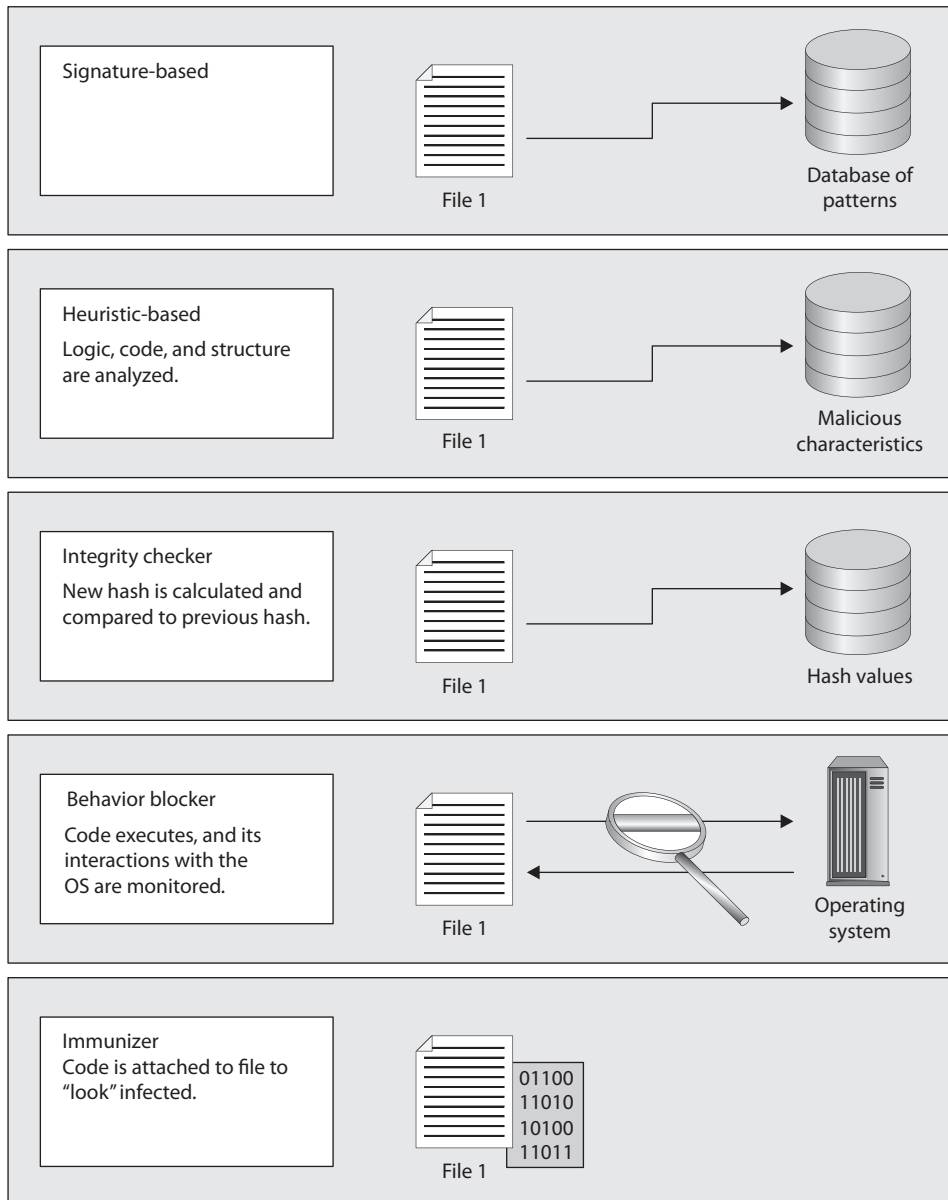 Signature-based
File 1
Database of
patterns
Heuristic-based
Logic, code, and structure
are analyzed.
File 1
Malicious
characteristics
Integrity checker
New hash is calculated and
compared to previous hash.
File 1
Hash values
Behavior blocker
Code executes, and its
interactions with the
OS are monitored.
File 1
Operating
system
Immunizer
Code is attached to file to
“look” infected.
01100
11010
10100
11011
File 1